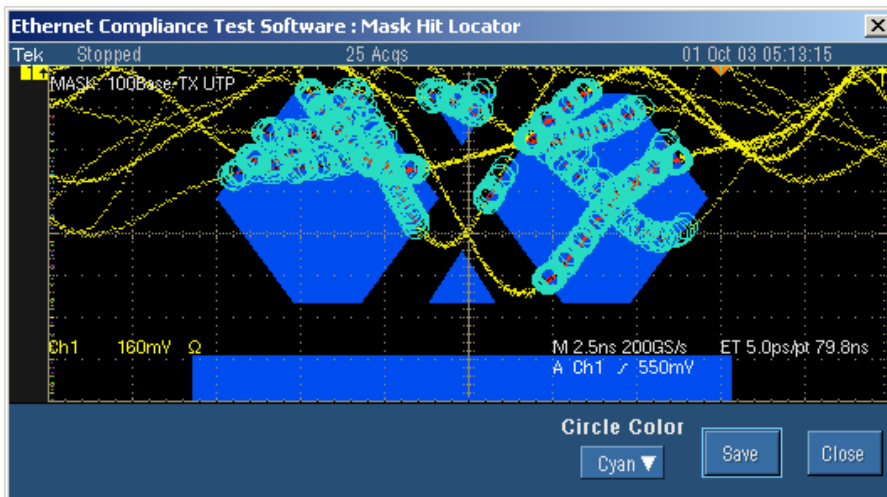 Ethernet Compliance Test Software : Mask Hit Locator
Tek Stopped 25 Acqs 01 Oct 03 05:13:15
1
MASK: 100Base-TX UTP
Ch1 160mV Ω M 2.5ns 200GS/s ET 5.0ps/pt 79.8ns
A Ch1 ⁄ 550mV
Circle Color
Cyan
Save
Close